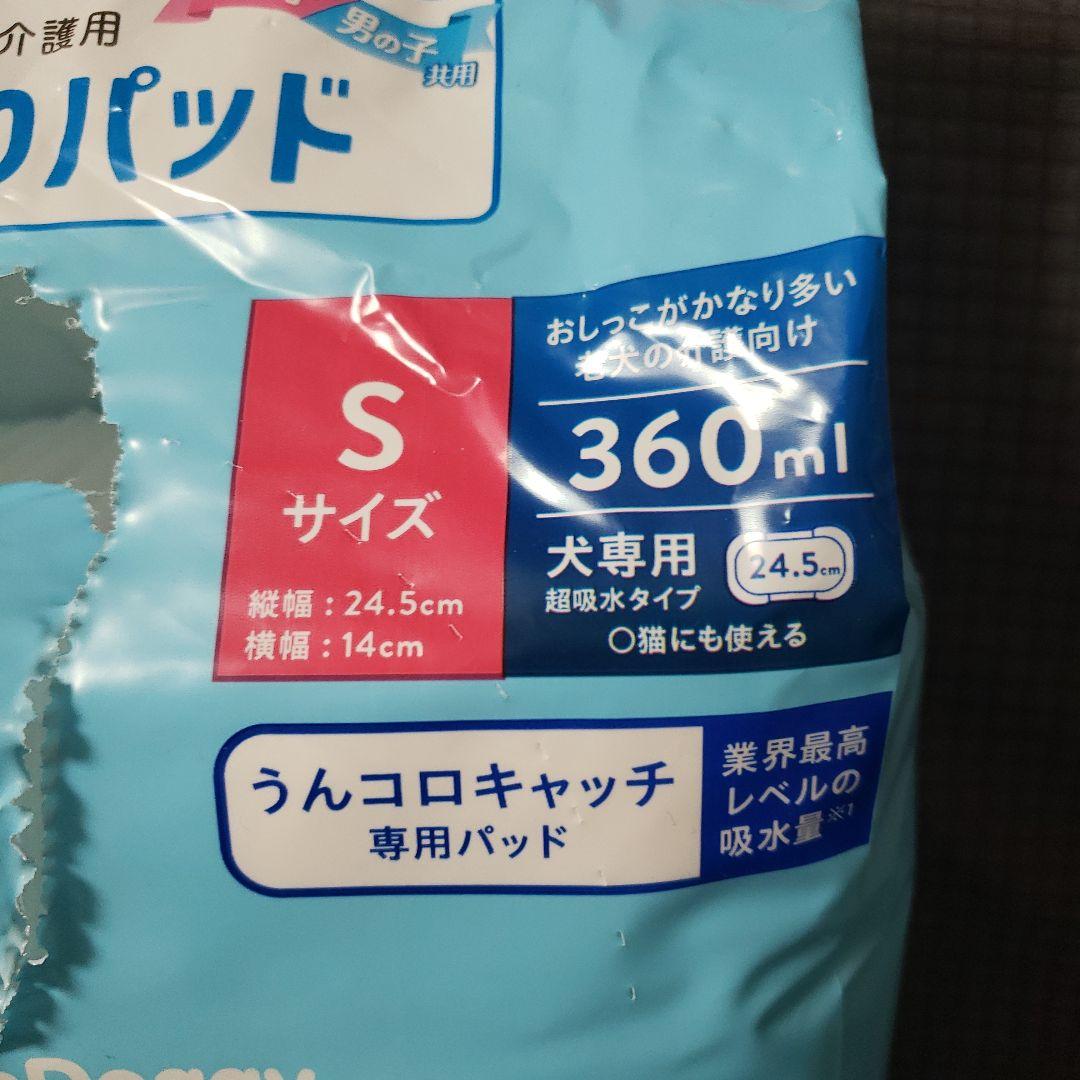 介護用
男の子
共用
パッド
S
サイズ
縦幅：24.5cm
横幅：14cm
おしっこがかなり多い
老犬の介護向け
360ml
犬専用
超吸水タイプ
24.5cm
○猫にも使える
うんコロキャッチ
専用パッド
業界最高
レベルの
吸水量※1
Doggy